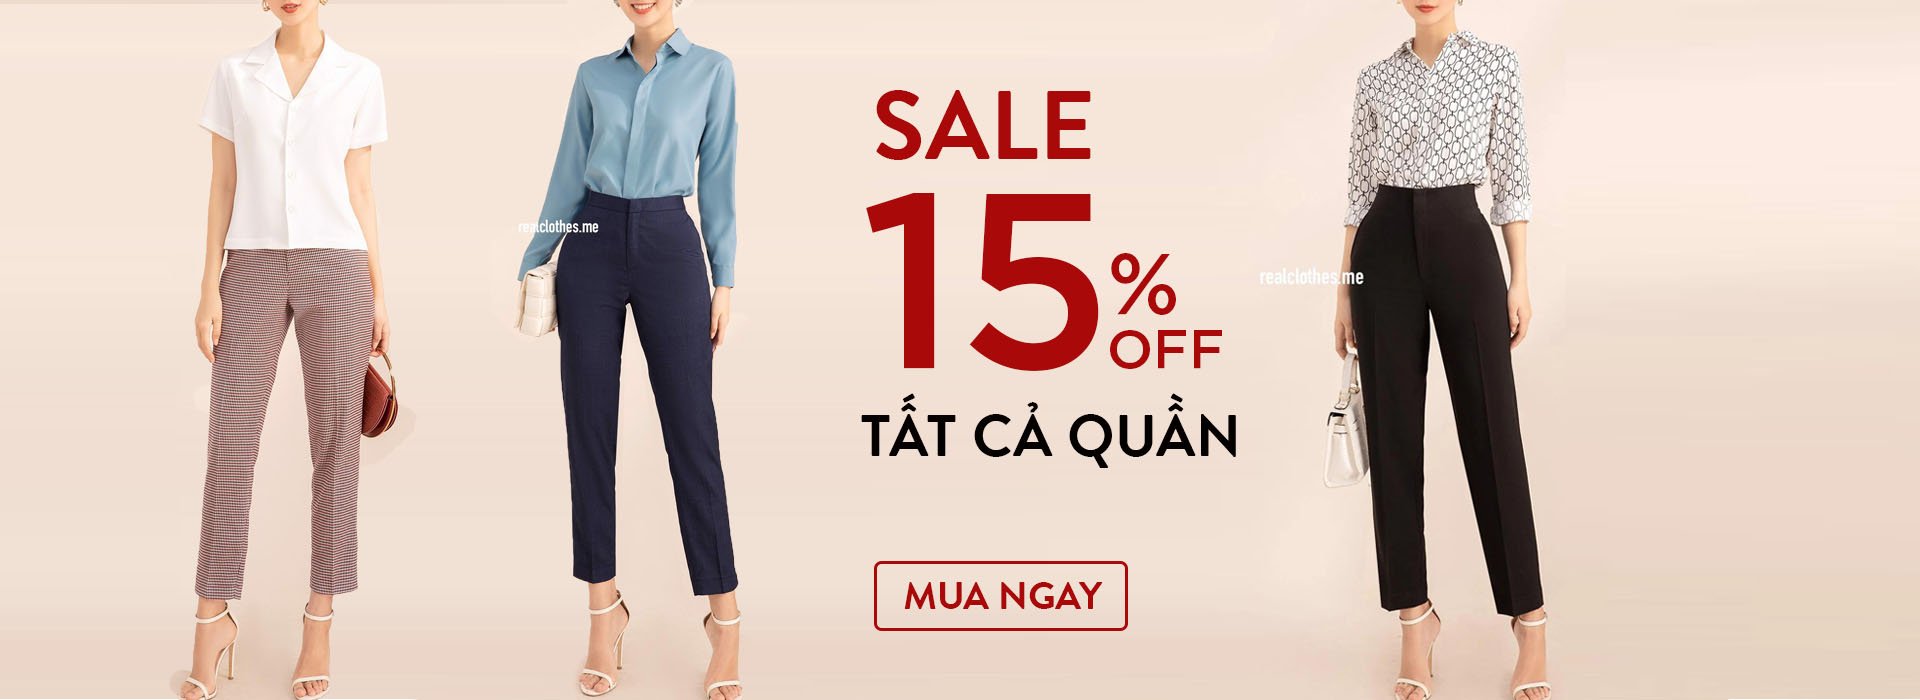 SALE
15%
OFF
TẤT CẢ QUẦN
MUA NGAY
realclothes.me
realclothes.me